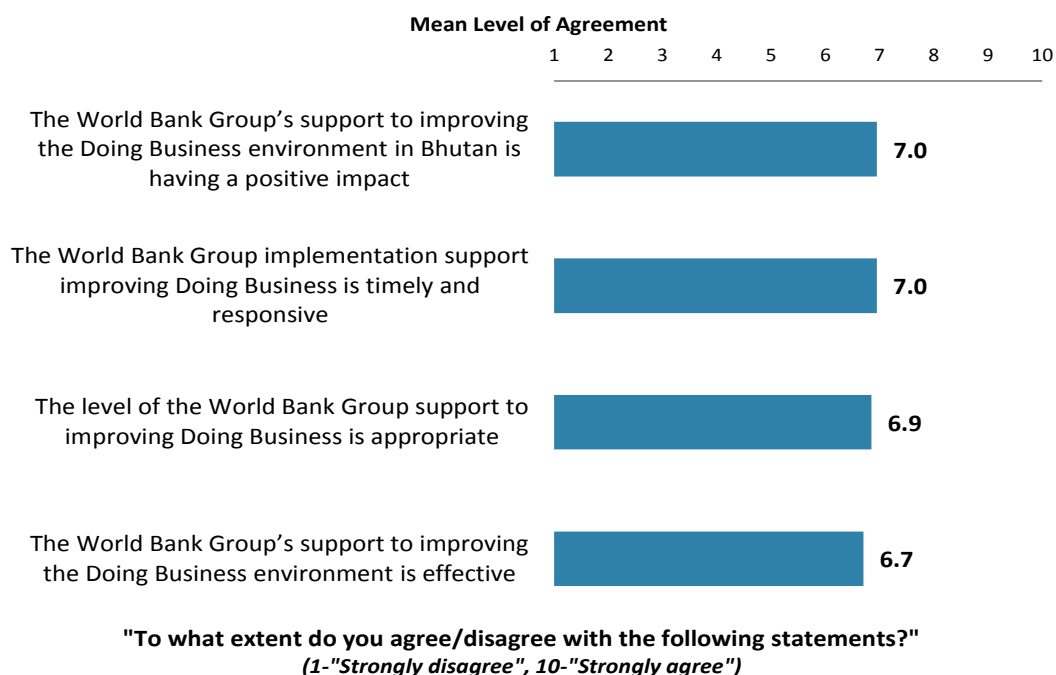 Mean Level of Agreement
1 2 3 4 5 6 7 8 9 10
The World Bank Group’s support to improving
the Doing Business environment in Bhutan is
having a positive impact
7.0
The World Bank Group implementation support
improving Doing Business is timely and
responsive
7.0
The level of the World Bank Group support to
improving Doing Business is appropriate
6.9
The World Bank Group’s support to improving
the Doing Business environment is effective
6.7
"To what extent do you agree/disagree with the following statements?"
(1-"Strongly disagree", 10-"Strongly agree")